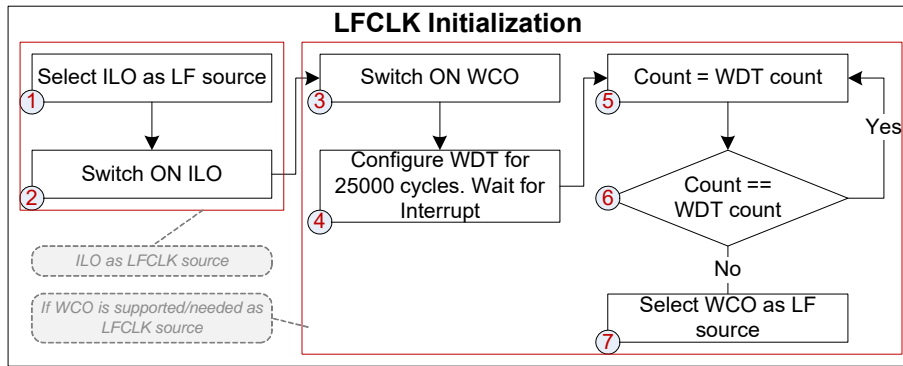 LFCLK Initialization
Select ILO as LF source
1
Switch ON ILO
2
ILO as LFCLK source
If WCO is supported/needed as
LFCLK source
Switch ON WCO
3
Configure WDT for
25000 cycles. Wait for
Interrupt
4
Count = WDT count
5
Yes
Count ==
WDT count
6
No
Select WCO as LF
source
7